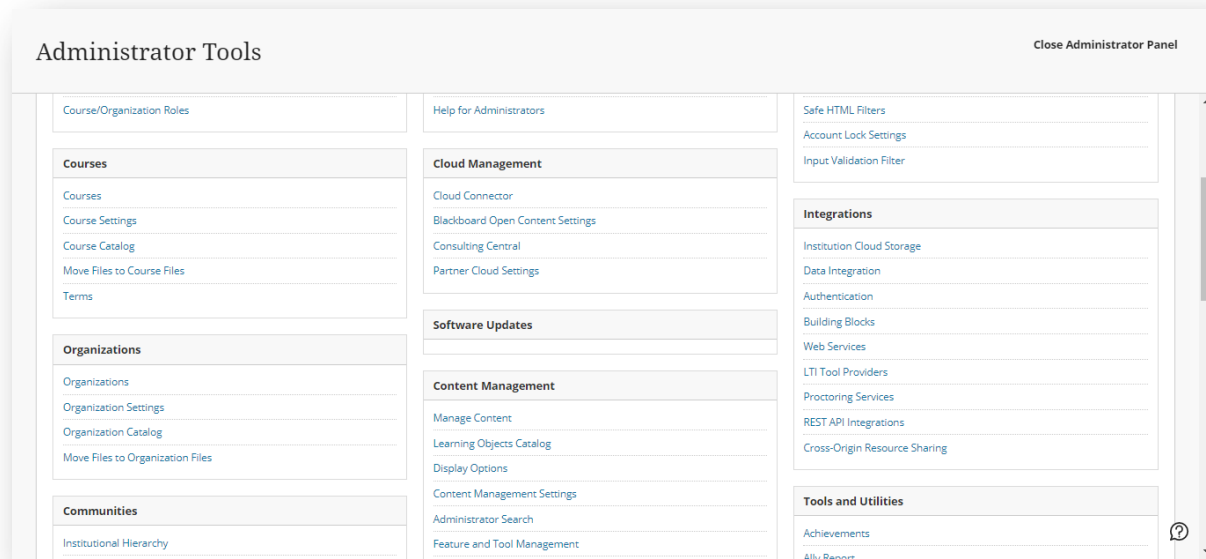 Administrator Tools
Close Administrator Panel
Course/Organization Roles
Courses
Courses
Course Settings
Course Catalog
Move Files to Course Files
Terms
Organizations
Organizations
Organization Settings
Organization Catalog
Move Files to Organization Files
Communities
Institutional Hierarchy
Help for Administrators
Cloud Management
Cloud Connector
Blackboard Open Content Settings
Consulting Central
Partner Cloud Settings
Software Updates
Content Management
Manage Content
Learning Objects Catalog
Display Options
Content Management Settings
Administrator Search
Feature and Tool Management
Safe HTML Filters
Account Lock Settings
Input Validation Filter
Integrations
Institution Cloud Storage
Data Integration
Authentication
Building Blocks
Web Services
LTI Tool Providers
Proctoring Services
REST API Integrations
Cross-Origin Resource Sharing
Tools and Utilities
Achievements
Ally Report